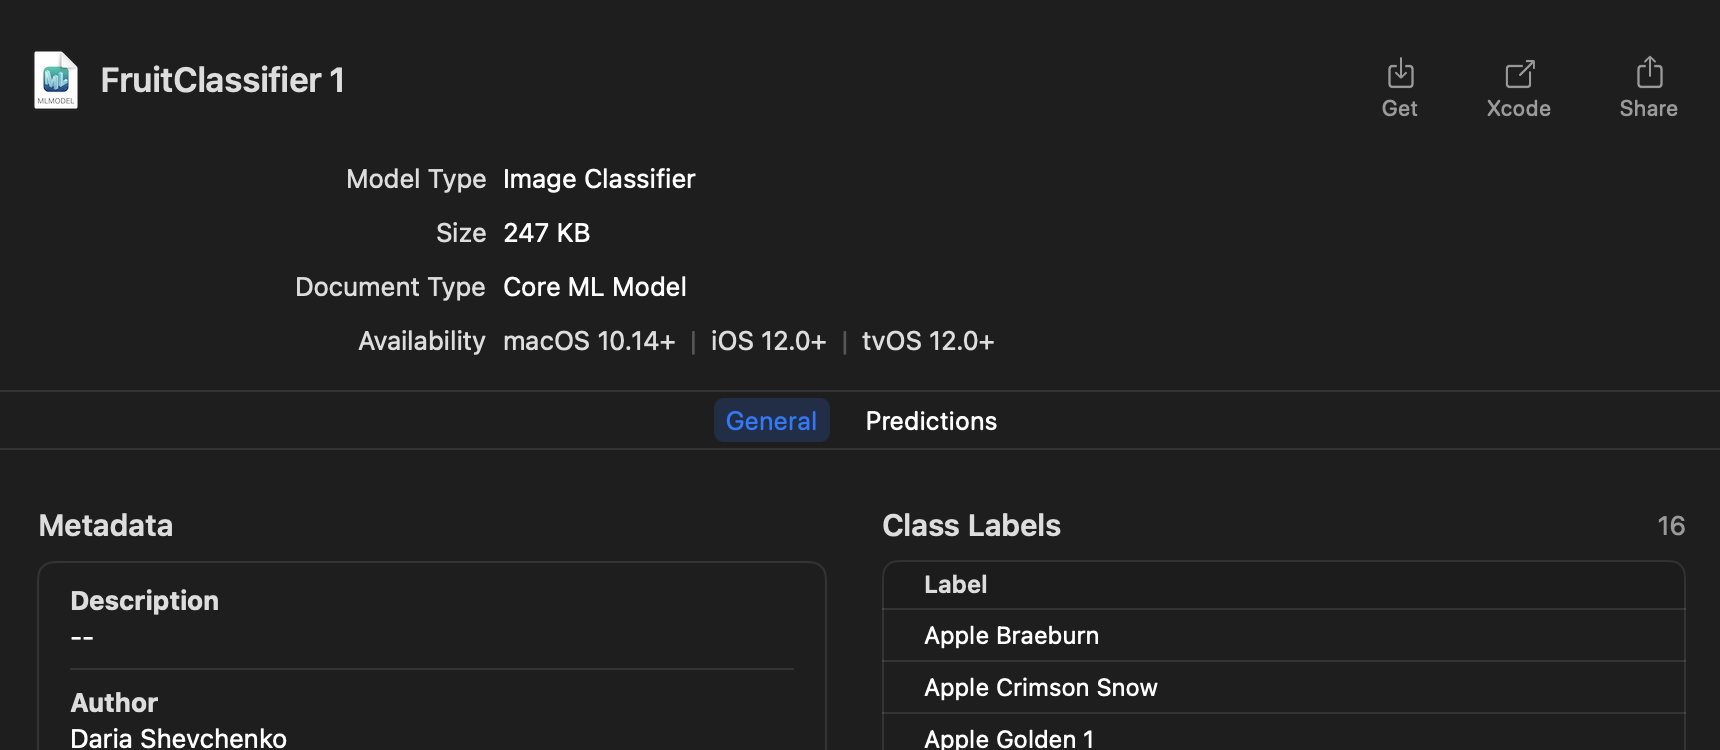 MLMODEL
FruitClassifier 1
Get
Xcode
Share
Model Type Image Classifier
Size 247 KB
Document Type Core ML Model
Availability macOS 10.14+ | iOS 12.0+ | tvOS 12.0+
General Predictions
Metadata
Description
--
Author
Daria Shevchenko
Class Labels 16
Label
Apple Braeburn
Apple Crimson Snow
Apple Golden 1